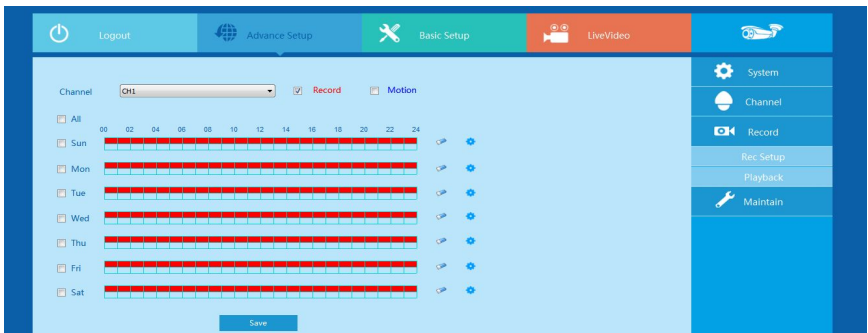 Logout Advance Setup Basic Setup LiveVideo
System
Channel CH1 Record Motion
Channel
All
00 02 04 06 08 10 12 14 16 18 20 22 24
Record
Sun
Rec Setup
Mon
Playback
Tue
Maintain
Wed
Thu
Fri
Sat
Save